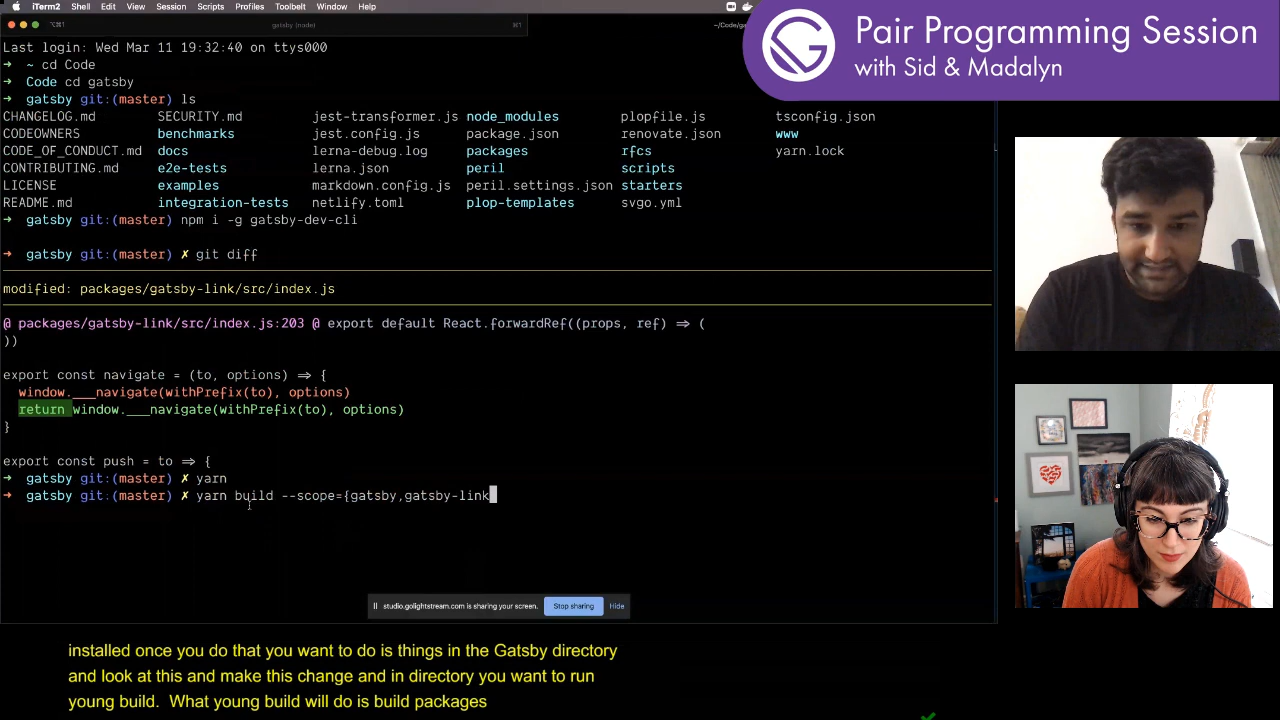 iTerm2 Shell Edit View Session Scripts Profiles Toolbelt Window Help
⌥⌘1 gatsby (node) ⌘1 ~/Code/ga
Last login: Wed Mar 11 19:32:40 on ttys000
➜ ~ cd Code
➜ Code cd gatsby
➜ gatsby git:(master) ls
CHANGELOG.md SECURITY.md jest-transformer.js node_modules plopfile.js tsconfig.json
CODEOWNERS benchmarks jest.config.js package.json renovate.json www
CODE_OF_CONDUCT.md docs lerna-debug.log packages rfcs yarn.lock
CONTRIBUTING.md e2e-tests lerna.json peril scripts
LICENSE examples markdown.config.js peril.settings.json starters
README.md integration-tests netlify.toml plop-templates svgo.yml
➜ gatsby git:(master) npm i -g gatsby-dev-cli
➜ gatsby git:(master) ✗ git diff
modified: packages/gatsby-link/src/index.js
@ packages/gatsby-link/src/index.js:203 @ export default React.forwardRef((props, ref) => (
))
export const navigate = (to, options) => {
window.___navigate(withPrefix(to), options)
return window.___navigate(withPrefix(to), options)
}
export const push = to => {
➜ gatsby git:(master) ✗ yarn
➜ gatsby git:(master) ✗ yarn build --scope={gatsby,gatsby-link
studio.golightstream.com is sharing your screen. Stop sharing Hide
Pair Programming Session
with Sid & Madalyn
installed once you do that you want to do is things in the Gatsby directory
and look at this and make this change and in directory you want to run
young build. What young build will do is build packages